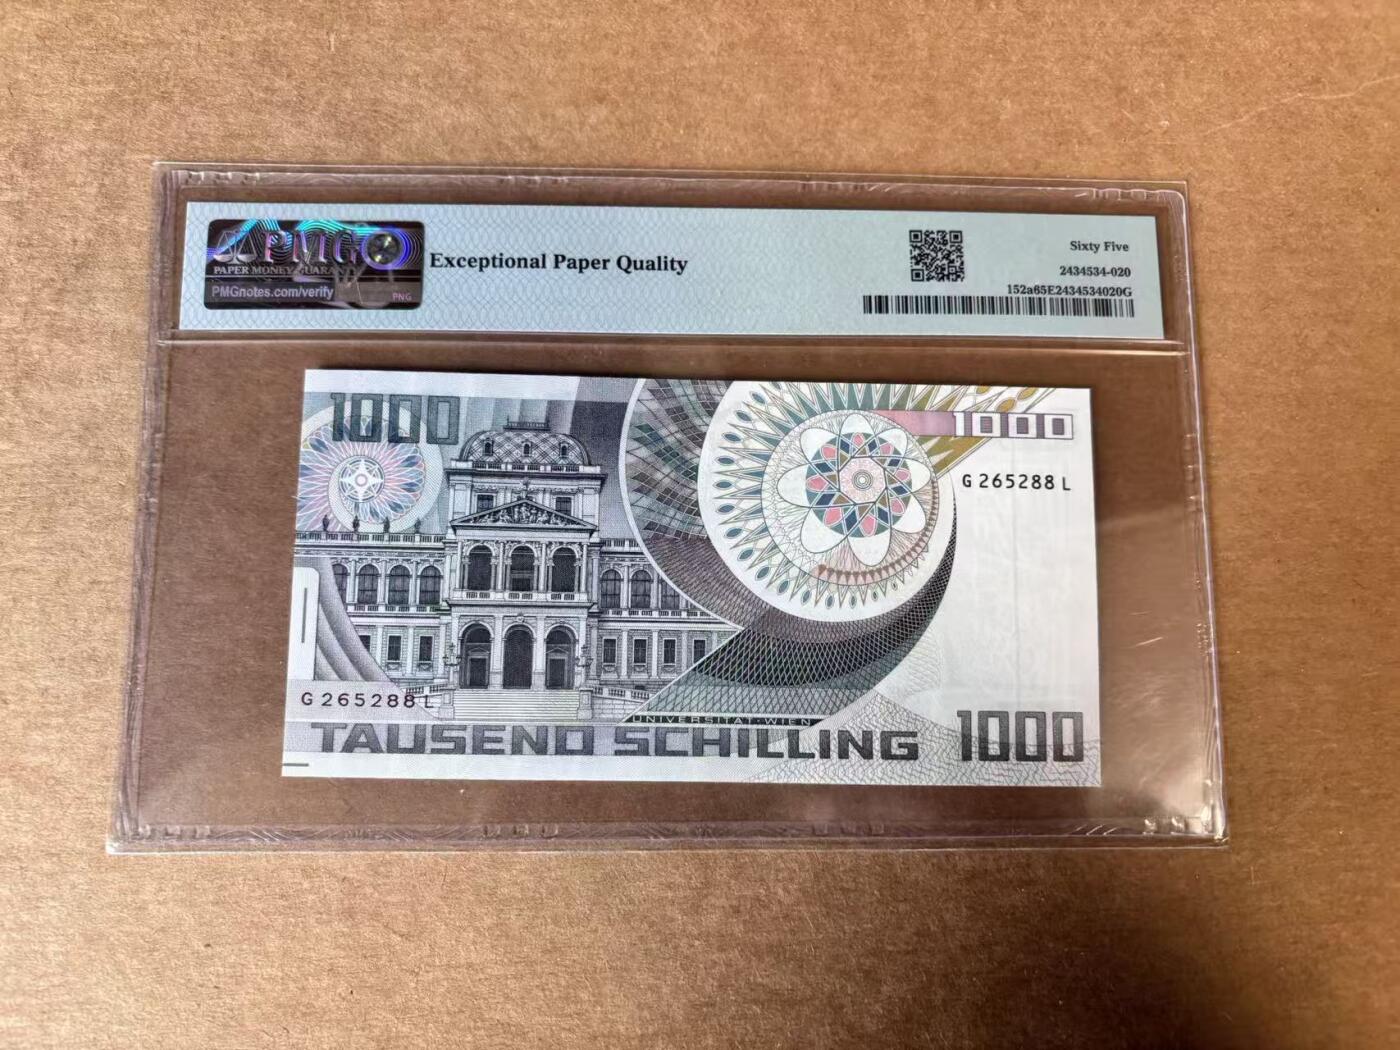 PMG
PAPER MONEY GUARANTY
PMGnotes.com/verify
PNG
Exceptional Paper Quality
Sixty Five
2434534-020
152a65E2434534020G
1000
1000
G 265288 L
G 265288 L
UNIVERSITÄT·WIEN
TAUSEND SCHILLING
1000